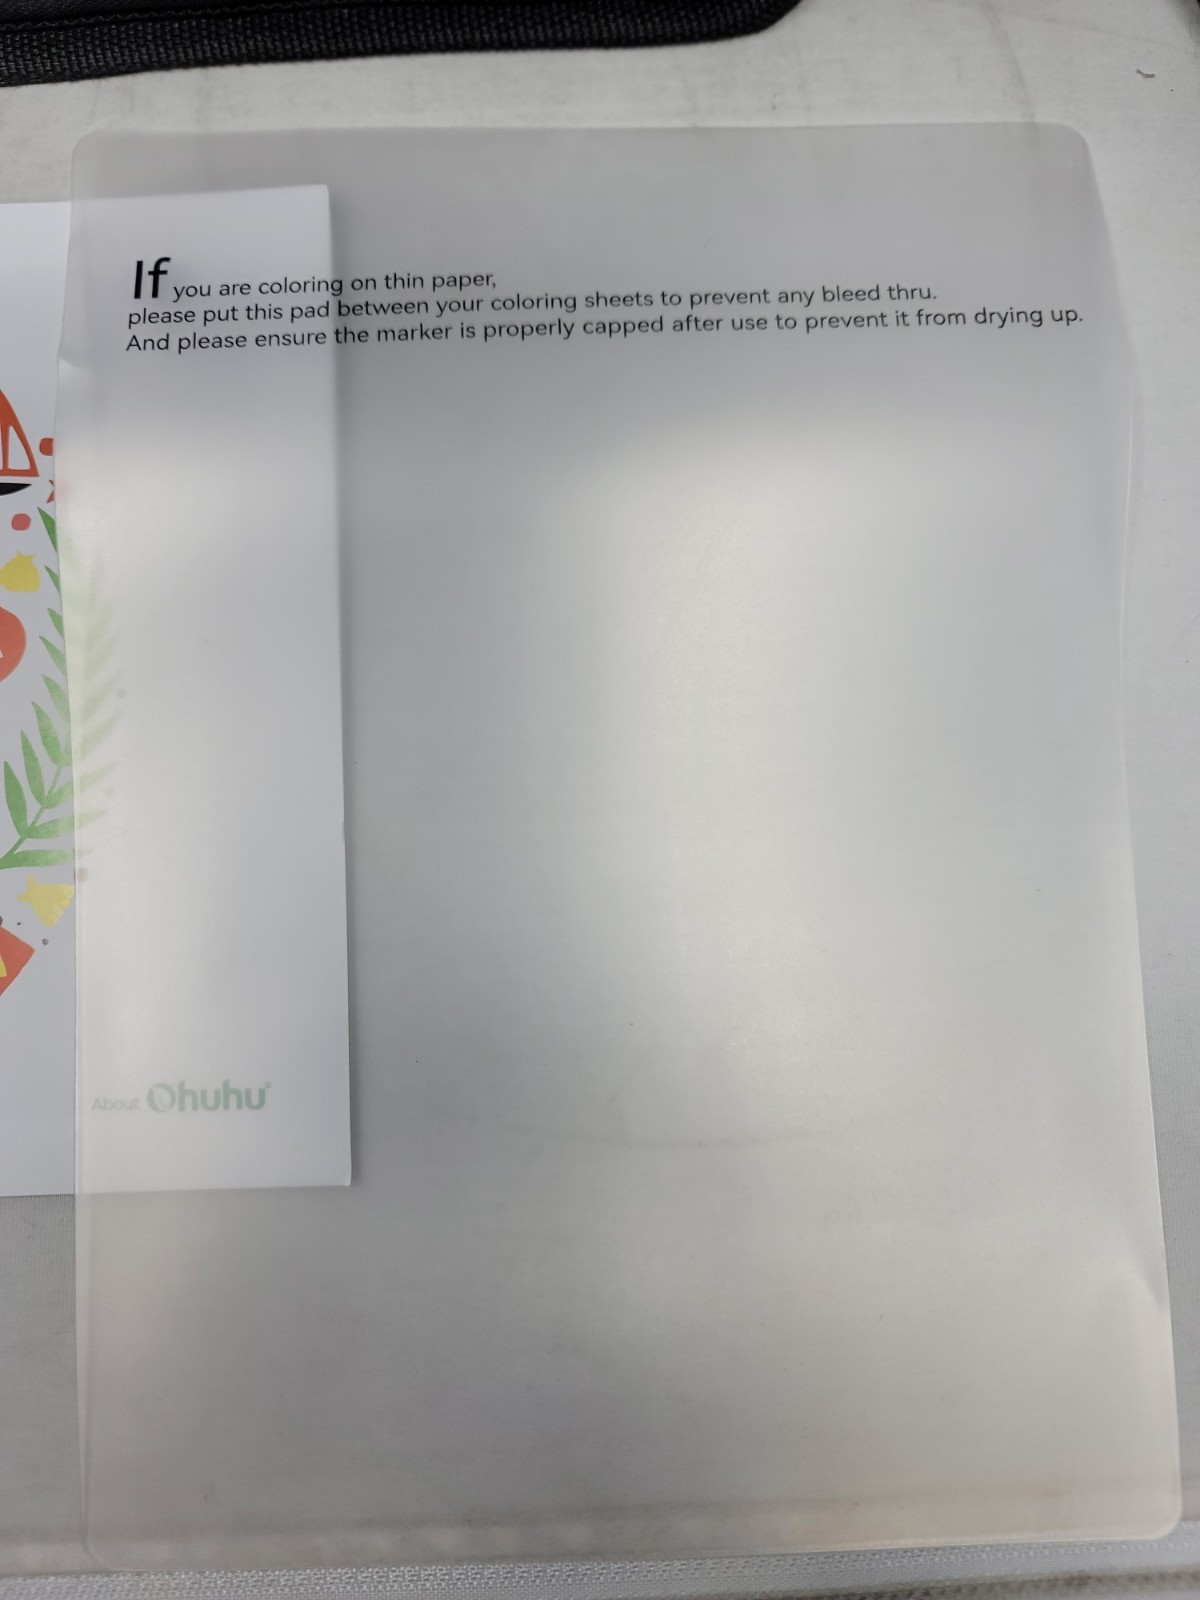 If you are coloring on thin paper,
please put this pad between your coloring sheets to prevent any bleed thru.
And please ensure the marker is properly capped after use to prevent it from drying up.
About Ohuhu®